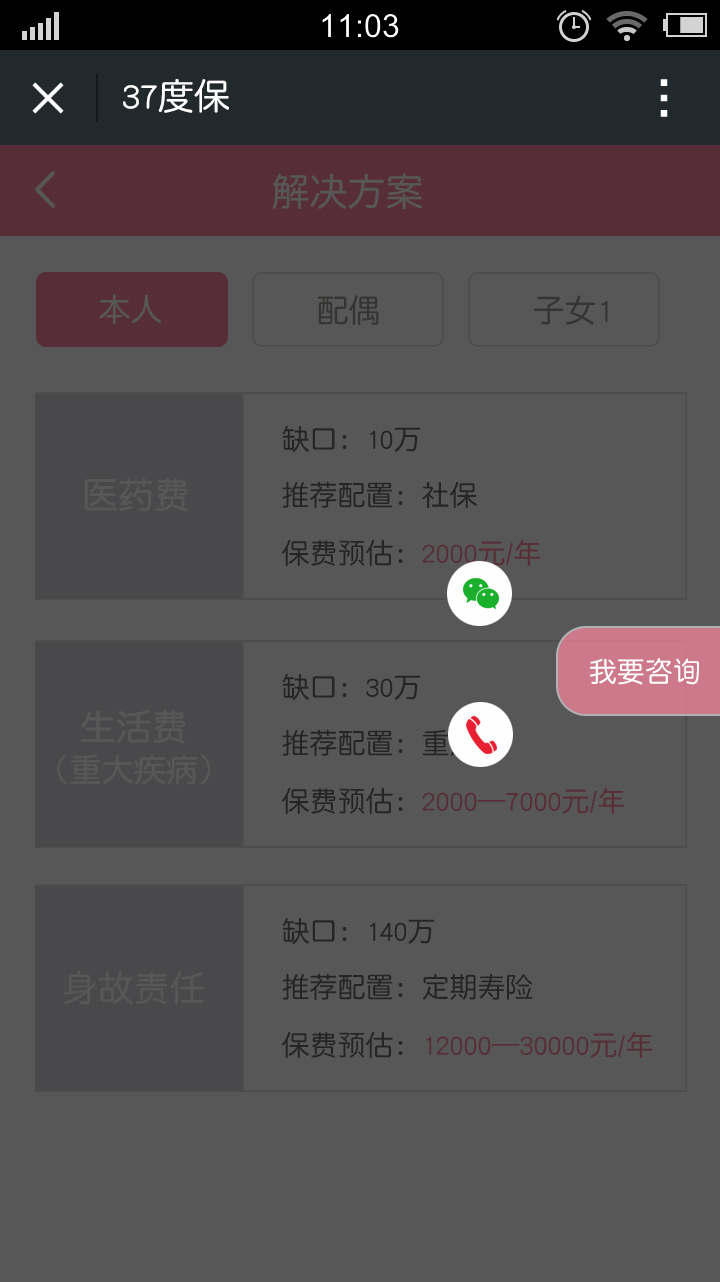 11:03
37度保
解决方案
本人
配偶
子女1
医药费
缺口：10万
推荐配置：社保
保费预估：2000元/年
我要咨询
生活费
（重大疾病）
缺口：30万
推荐配置：重
保费预估：2000—7000元/年
身故责任
缺口：140万
推荐配置：定期寿险
保费预估：12000—30000元/年